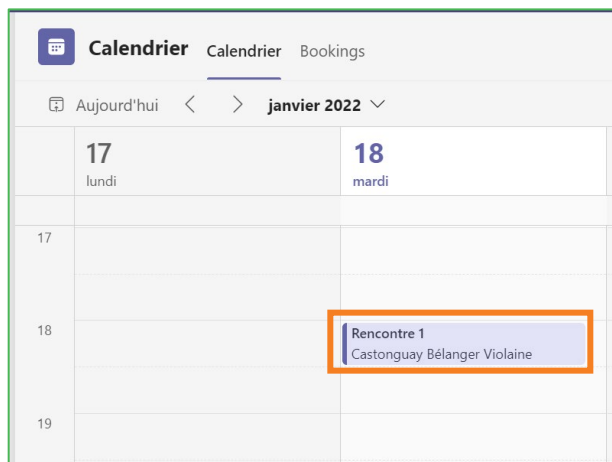 Calendrier Calendrier Bookings
Aujourd'hui janvier 2022
17 18
lundi mardi
17
18
Rencontre 1
Castonguay Bélanger Violaine
19